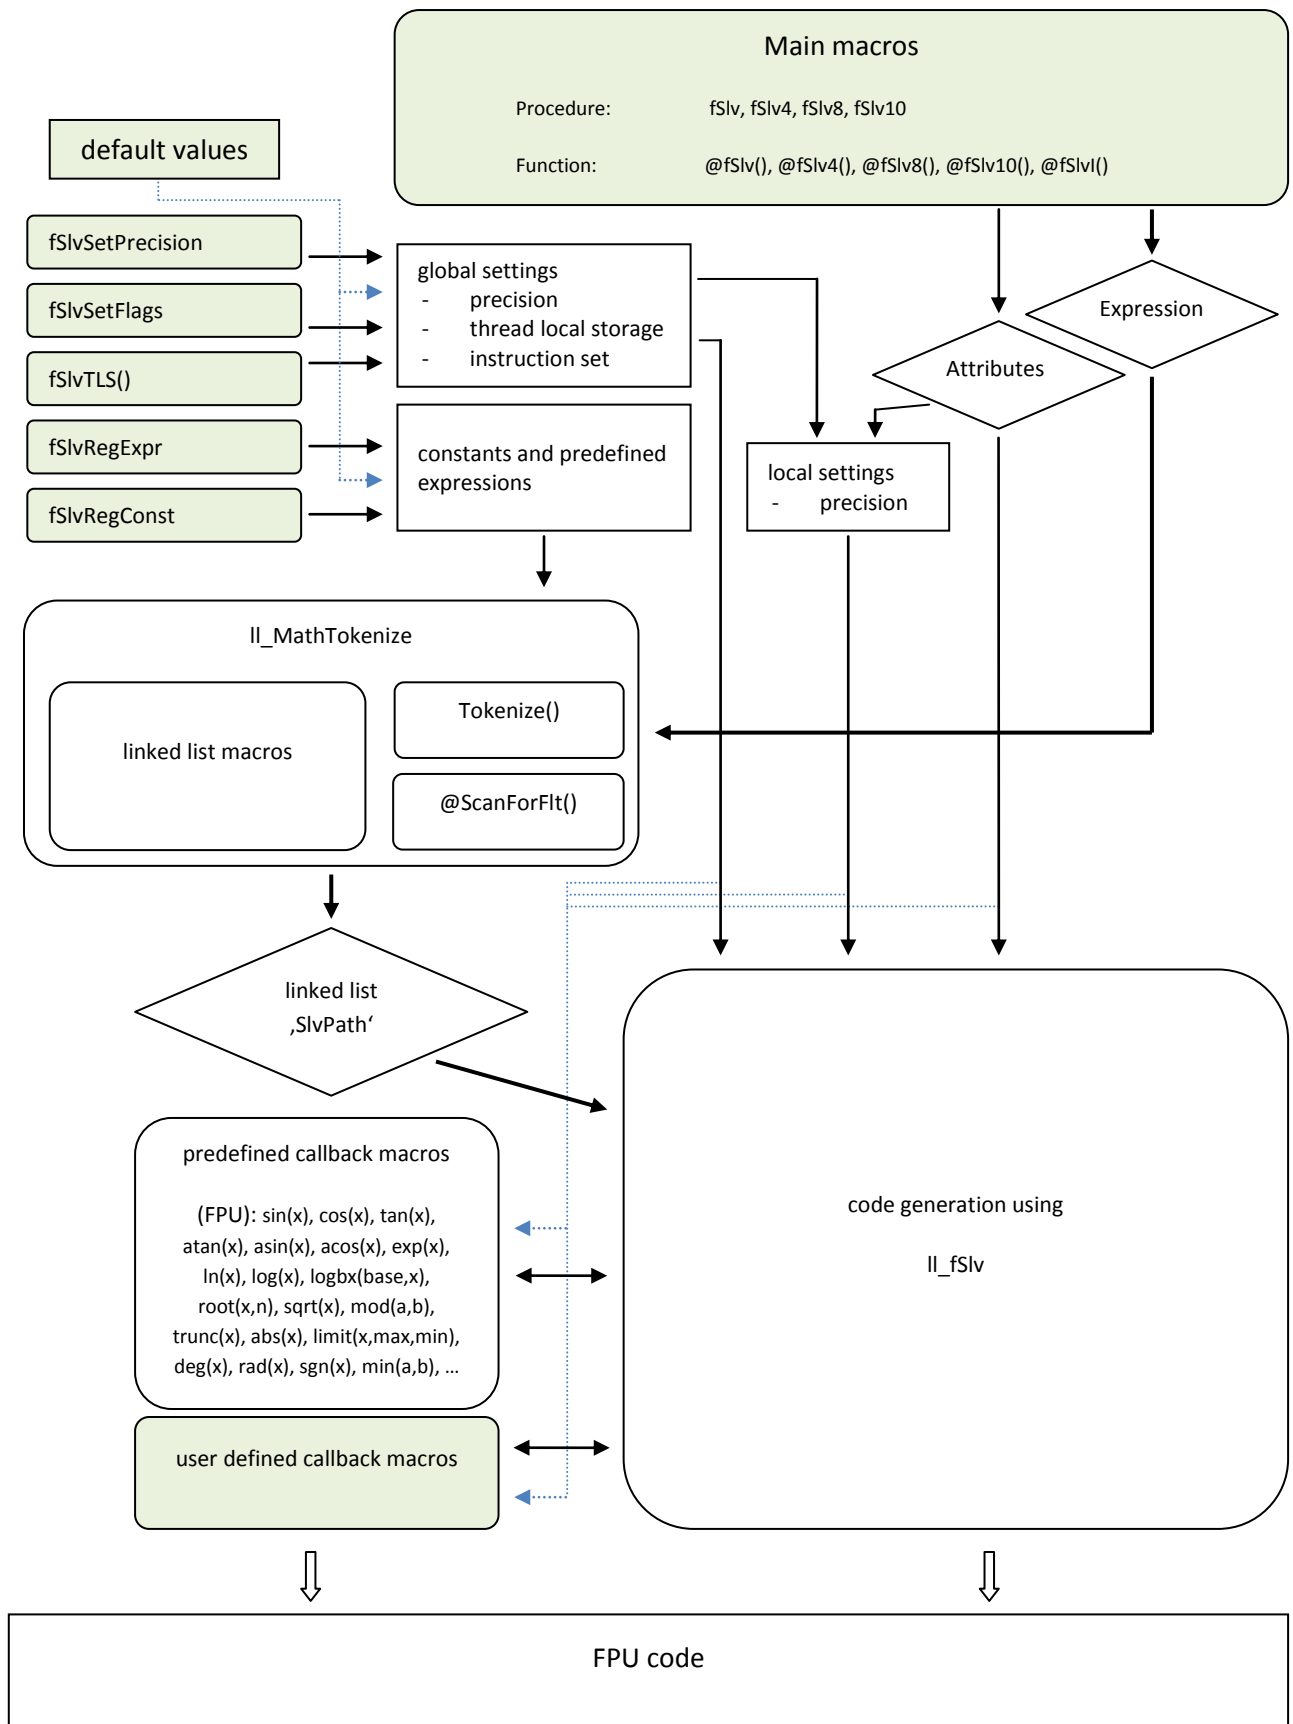 Main macros
Procedure: fSlv, fSlv4, fSlv8, fSlv10
Function: @fSlv(), @fSlv4(), @fSlv8(), @fSlv10(), @fSlvI()
default values
fSlvSetPrecision
fSlvSetFlags
fSlvTLS()
fSlvRegExpr
fSlvRegConst
global settings
- precision
- thread local storage
- instruction set
constants and predefined
expressions
Expression
Attributes
local settings
- precision
ll_MathTokenize
linked list macros
Tokenize()
@ScanForFlt()
linked list
‚SlvPath‘
predefined callback macros
(FPU): sin(x), cos(x), tan(x),
atan(x), asin(x), acos(x), exp(x),
ln(x), log(x), logbx(base,x),
root(x,n), sqrt(x), mod(a,b),
trunc(x), abs(x), limit(x,max,min),
deg(x), rad(x), sgn(x), min(a,b), ...
user defined callback macros
code generation using
ll_fSlv
FPU code